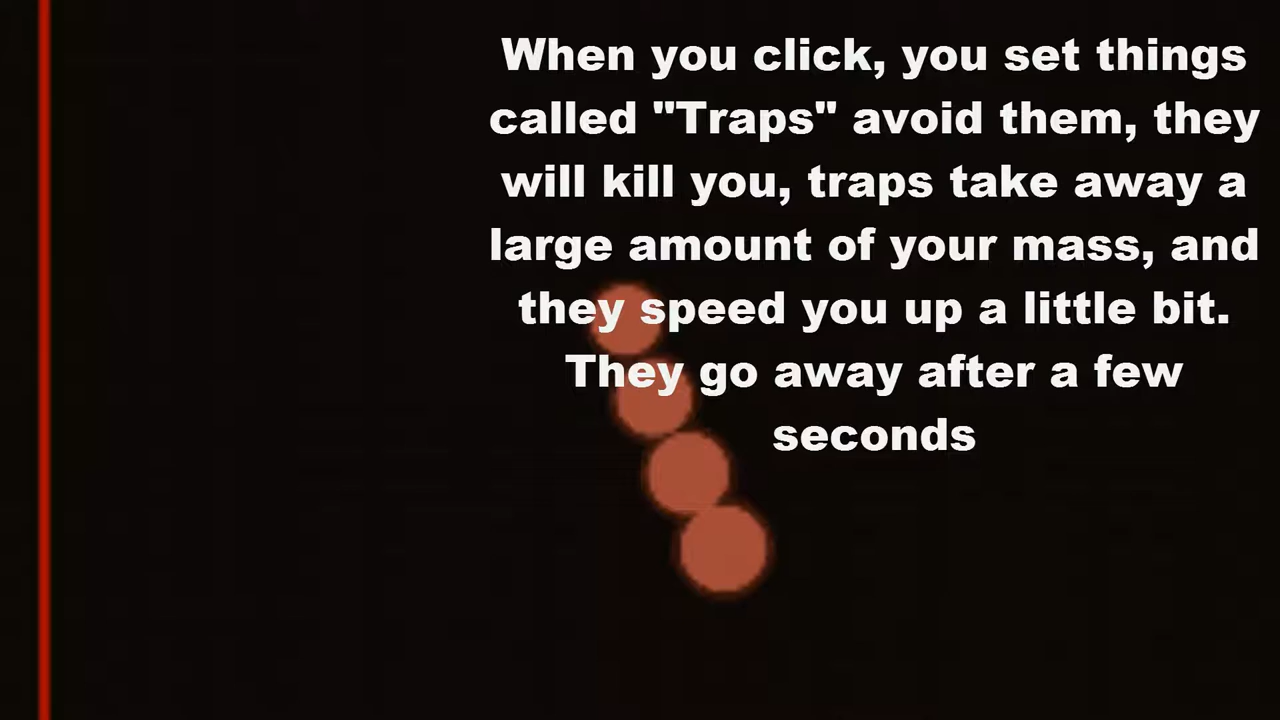 When you click, you set things
called "Traps" avoid them, they
will kill you, traps take away a
large amount of your mass, and
they speed you up a little bit.
They go away after a few
seconds